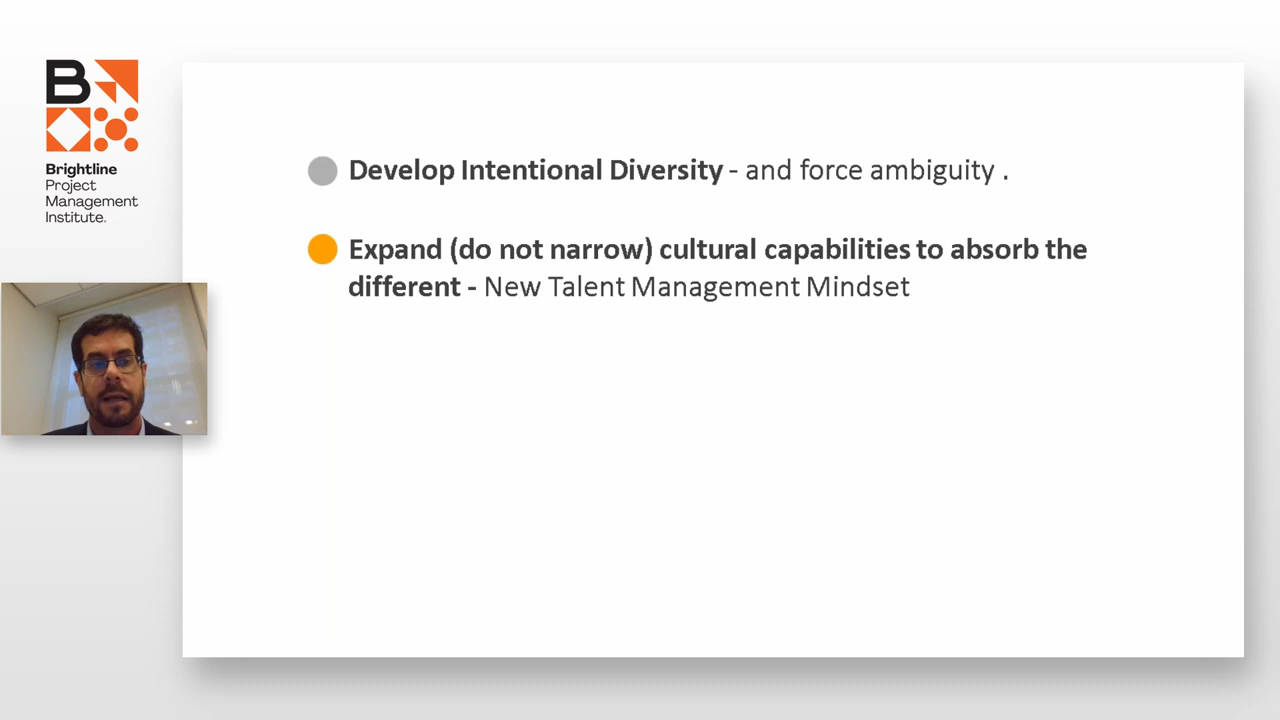 B
Brightline
Project
Management
Institute.
Develop Intentional Diversity - and force ambiguity .
Expand (do not narrow) cultural capabilities to absorb the
different - New Talent Management Mindset